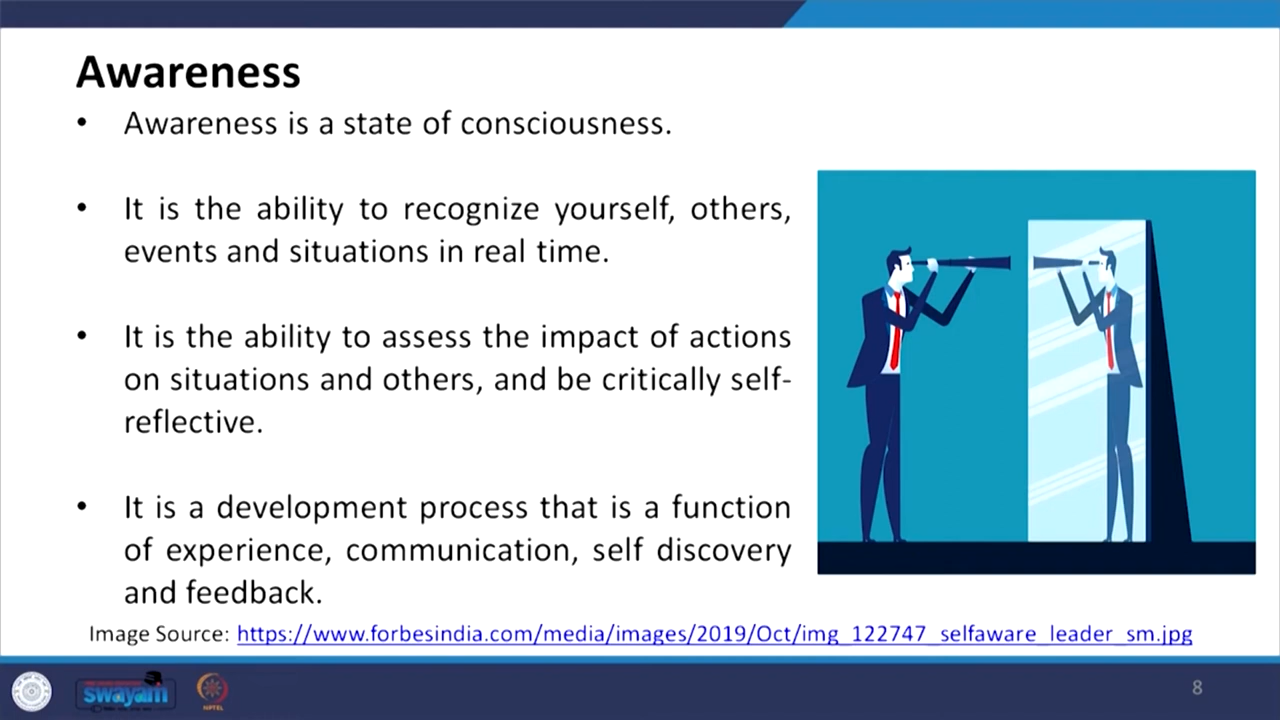 Awareness
• Awareness is a state of consciousness.
• It is the ability to recognize yourself, others,
events and situations in real time.
• It is the ability to assess the impact of actions
on situations and others, and be critically self-
reflective.
• It is a development process that is a function
of experience, communication, self discovery
and feedback.
Image Source: https://www.forbesindia.com/media/images/2019/Oct/img_122747_selfaware_leader_sm.jpg
swayam
NPTEL
8